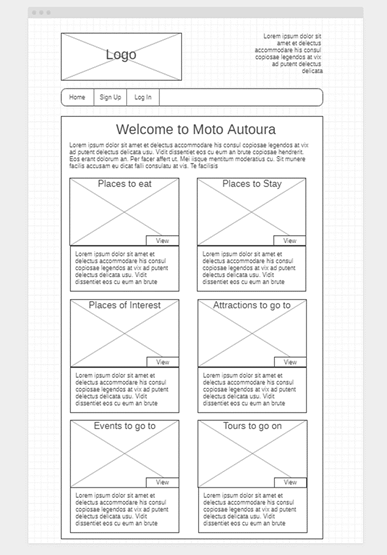 Logo
Lorem ipsum dolor sit
amet et delectus
accommodare his consul
copiosae legendos at vix
ad putent delectus
delicata
Home Sign Up Log In
Welcome to Moto Autoura
Lorem ipsum dolor sit amet et delectus accommodare his consul copiosae legendos at vix
ad putent delectus delicata usu. Vidit dissentiet eos cu eum an brute copiosae hendrerit.
Eos erant dolorum an. Per facer affert ut. Mei iisque mentitum moderatius cu. Sit munere
facilis accusam eu dicat falli consulatu at vis. Te facilisis
Places to eat
View
Lorem ipsum dolor sit amet et
delectus accommodare his consul
copiosae legendos at vix ad putent
delectus delicata usu. Vidit
dissentiet eos cu eum an brute
Places to Stay
View
Lorem ipsum dolor sit amet et
delectus accommodare his consul
copiosae legendos at vix ad putent
delectus delicata usu. Vidit
dissentiet eos cu eum an brute
Places of Interest
View
Lorem ipsum dolor sit amet et
delectus accommodare his consul
copiosae legendos at vix ad putent
delectus delicata usu. Vidit
dissentiet eos cu eum an brute
Attractions to go to
View
Lorem ipsum dolor sit amet et
delectus accommodare his consul
copiosae legendos at vix ad putent
delectus delicata usu. Vidit
dissentiet eos cu eum an brute
Events to go to
View
Lorem ipsum dolor sit amet et
delectus accommodare his consul
copiosae legendos at vix ad putent
delectus delicata usu. Vidit
dissentiet eos cu eum an brute
Tours to go on
View
Lorem ipsum dolor sit amet et
delectus accommodare his consul
copiosae legendos at vix ad putent
delectus delicata usu. Vidit
dissentiet eos cu eum an brute